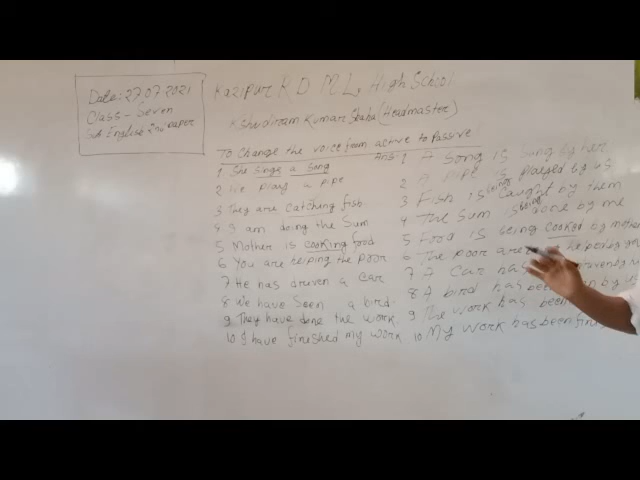 Date: 27.07.2021
Class - Seven
Sub English 2nd paper
Kazipur R D M L. High School
Kshudiram Kumar Shaha (Headmaster)
To Change the voice from active to Passive
1 She sings a song
2 We play a pipe
3 They are catching fish
4 I am doing the Sum
5 Mother is cooking food
6 You are helping the poor
7 He has driven a car
8 We have seen a bird.
9 They have done the work.
10 I have finished my work.
Ans 1 A Song is Sung by her
2 A pipe is played by us
3 Fish is being caught by them
4 The Sum is being done by me
5 Food is being cooked by mother
6 The poor are helped by
7 A Car has
8 A bird has been
9 The work has been
10 My work has been